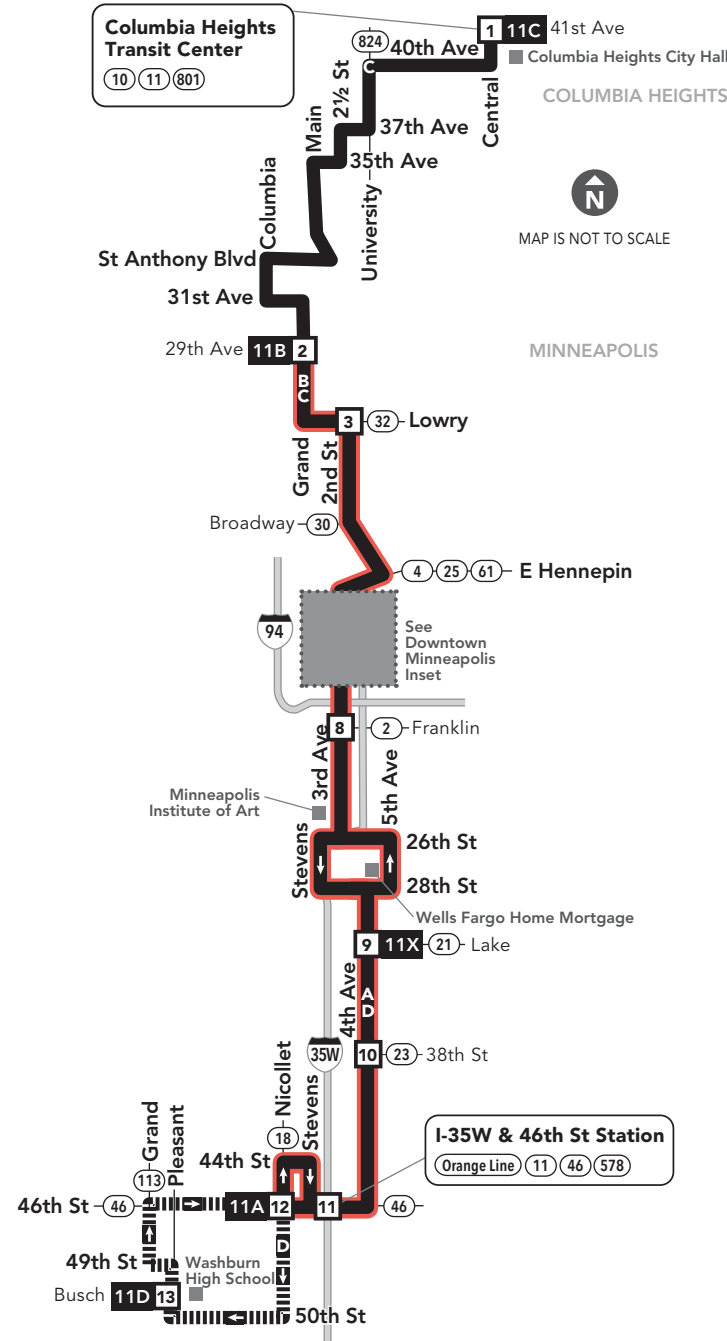 Columbia Heights
Transit Center
10 11 801
1 11C 41st Ave
824
40th Ave
Columbia Heights City Hall
C
Central
COLUMBIA HEIGHTS
2½ St
37th Ave
Main
35th Ave
University
N
MAP IS NOT TO SCALE
Columbia
St Anthony Blvd
31st Ave
29th Ave 11B 2
MINNEAPOLIS
B
C
3 32 Lowry
Grand
2nd St
Broadway 30
4 25 61 E Hennepin
94
See
Downtown
Minneapolis
Inset
8 2 Franklin
3rd Ave
5th Ave
Minneapolis
Institute of Art
Stevens
26th St
28th St
Wells Fargo Home Mortgage
9 11X 21 Lake
4th Ave
A
D
35W
10 23 38th St
Nicollet
Stevens
18
44th St
I-35W & 46th St Station
Orange Line 11 46 578
Grand
Pleasant
113
46th St 46
11A 12
11
46
D
49th St
Washburn
High School
Busch 11D 13
50th St